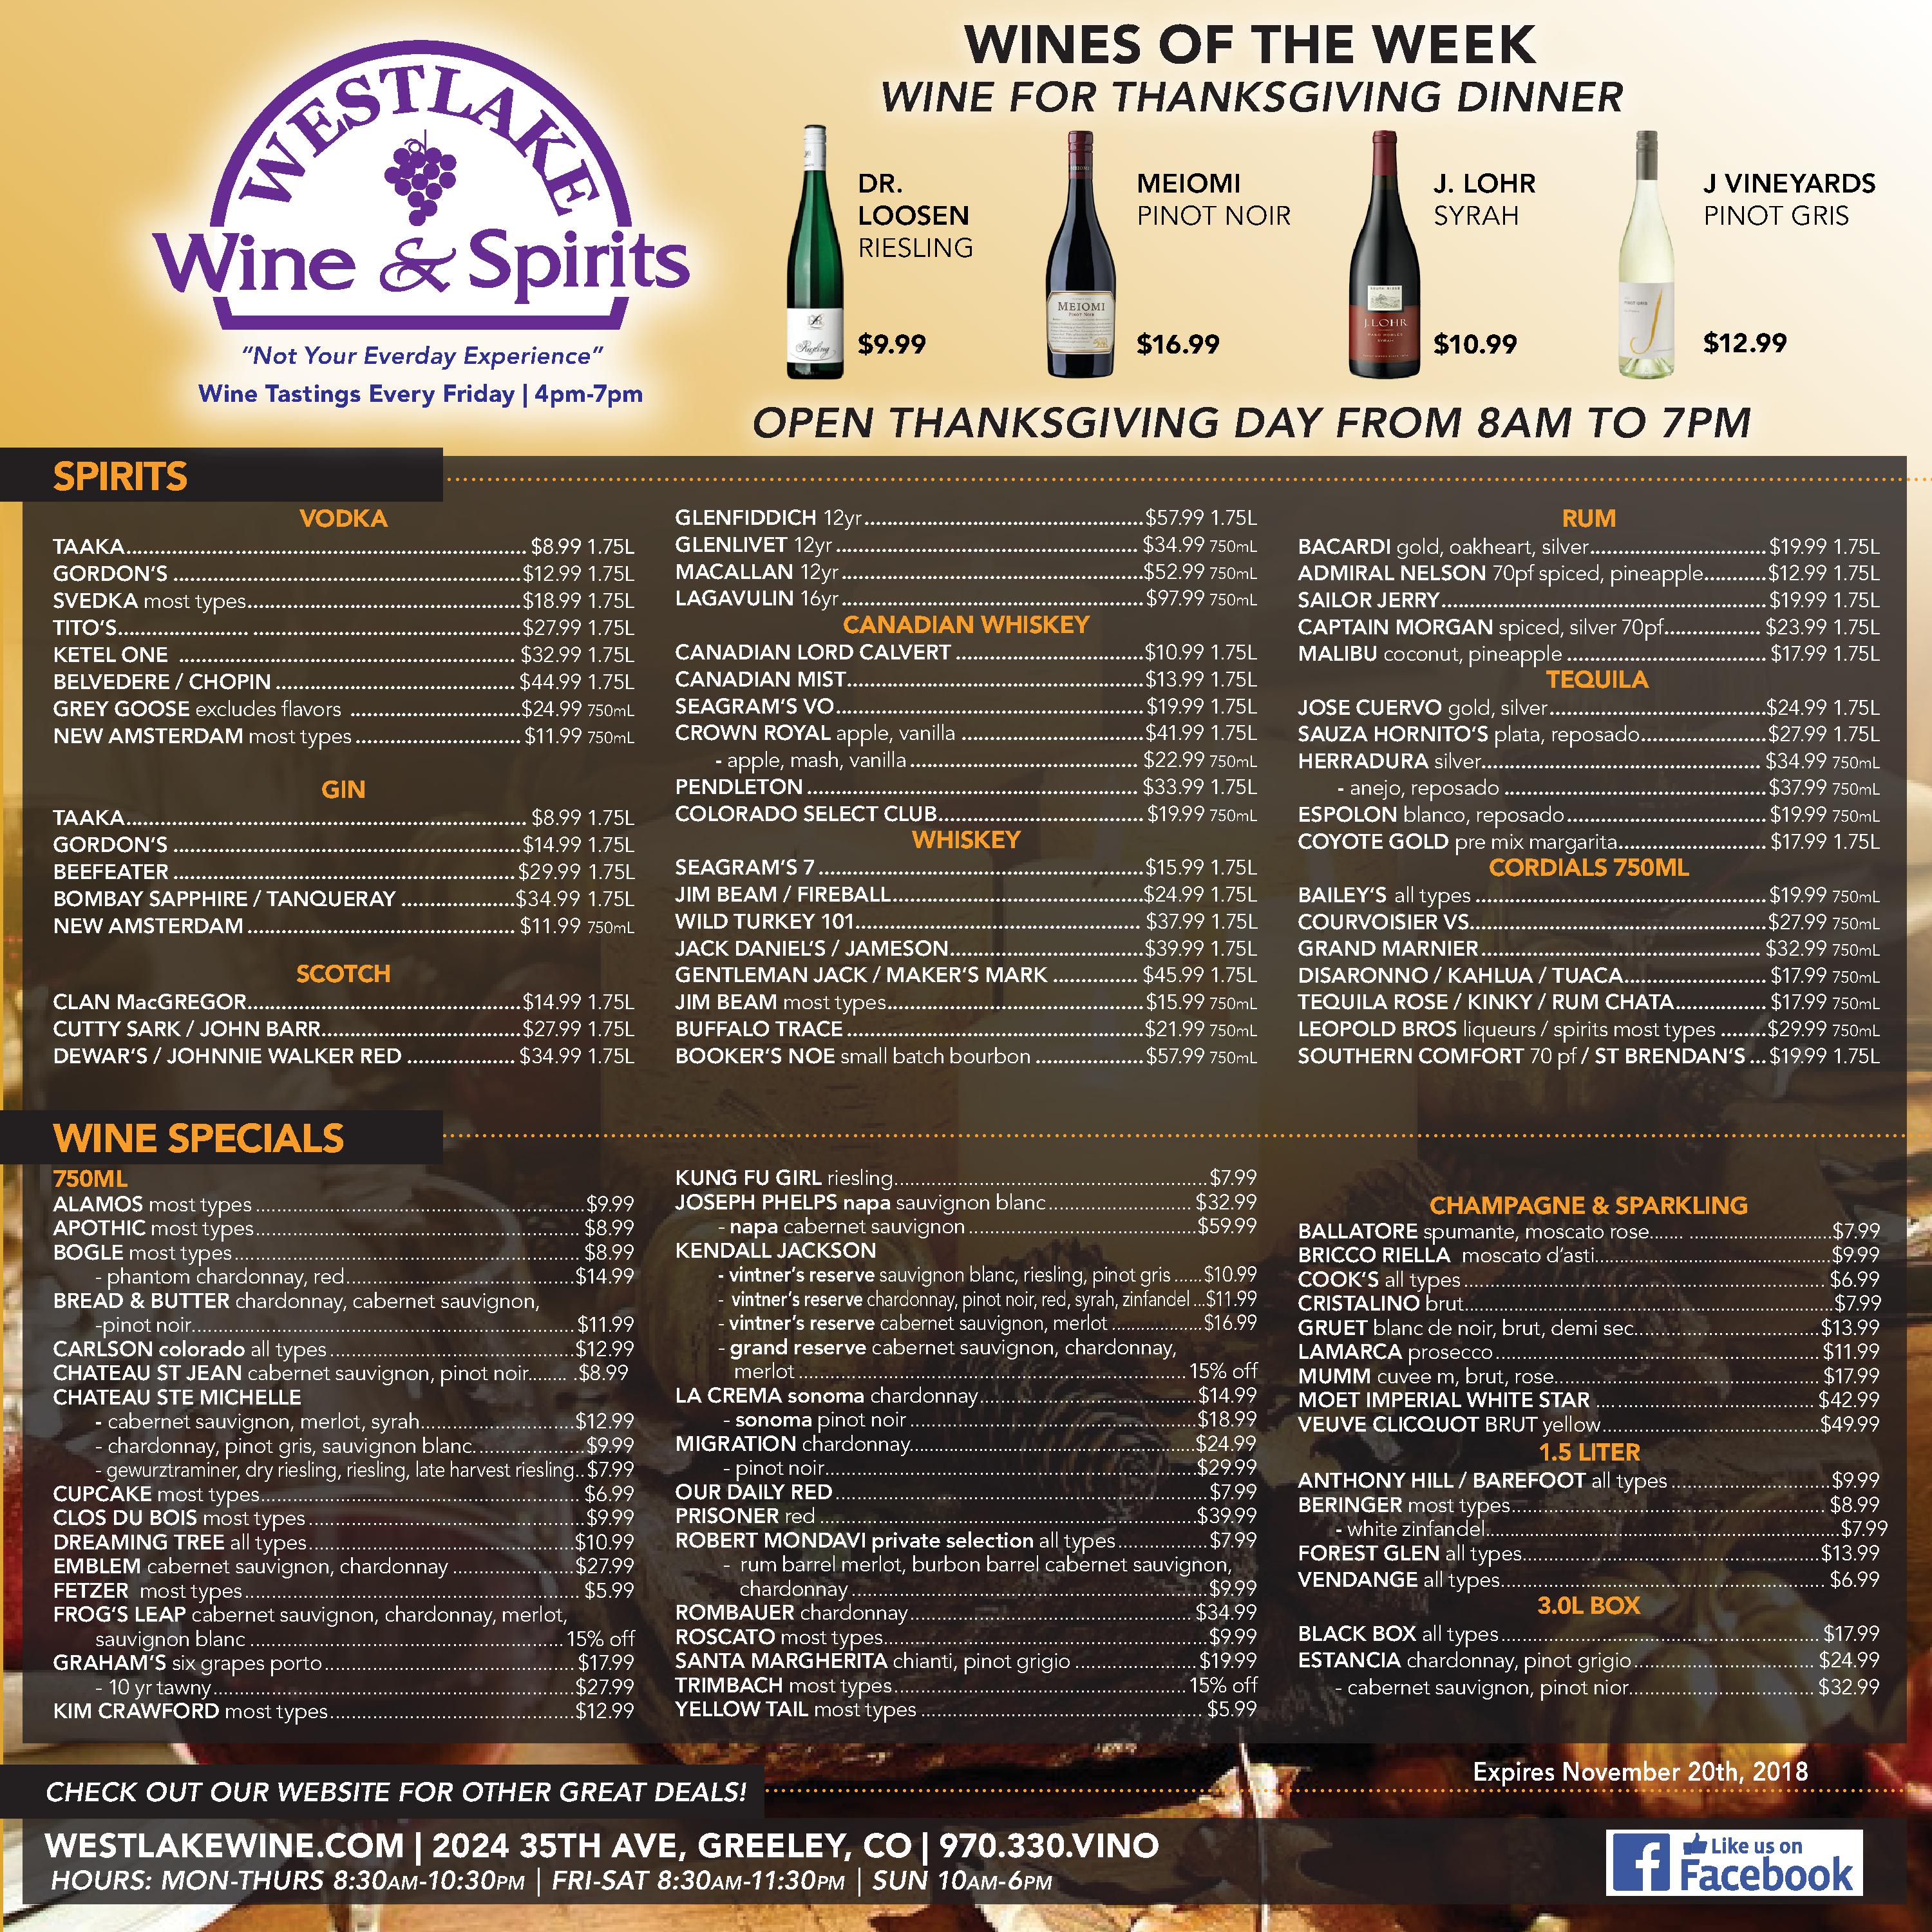 WESTLAKE
Wine & Spirits
"Not Your Everday Experience"
Wine Tastings Every Friday | 4pm-7pm
WINES OF THE WEEK
WINE FOR THANKSGIVING DINNER
DR.
LOOSEN
RIESLING
$9.99
MEIOMI
PINOT NOIR
$16.99
J. LOHR
SYRAH
$10.99
J VINEYARDS
PINOT GRIS
$12.99
Riesling
MEIOMI
PINOT NOIR
J. LOHR
PINOT GRIS
OPEN THANKSGIVING DAY FROM 8AM TO 7PM
SPIRITS
VODKA
TAAKA $8.99 1.75L
GORDON'S $12.99 1.75L
SVEDKA most types $18.99 1.75L
TITO'S $27.99 1.75L
KETEL ONE $32.99 1.75L
BELVEDERE / CHOPIN $44.99 1.75L
GREY GOOSE excludes flavors $24.99 750mL
NEW AMSTERDAM most types $11.99 750mL
GIN
TAAKA $8.99 1.75L
GORDON'S $14.99 1.75L
BEEFEATER $29.99 1.75L
BOMBAY SAPPHIRE / TANQUERAY $34.99 1.75L
NEW AMSTERDAM $11.99 750mL
SCOTCH
CLAN MacGREGOR $14.99 1.75L
CUTTY SARK / JOHN BARR $27.99 1.75L
DEWAR'S / JOHNNIE WALKER RED $34.99 1.75L
GLENFIDDICH 12yr $57.99 1.75L
GLENLIVET 12yr $34.99 750mL
MACALLAN 12yr $52.99 750mL
LAGAVULIN 16yr $97.99 750mL
CANADIAN WHISKEY
CANADIAN LORD CALVERT $10.99 1.75L
CANADIAN MIST $13.99 1.75L
SEAGRAM'S VO $19.99 1.75L
CROWN ROYAL apple, vanilla $41.99 1.75L
- apple, mash, vanilla $22.99 750mL
PENDLETON $33.99 1.75L
COLORADO SELECT CLUB $19.99 750mL
WHISKEY
SEAGRAM'S 7 $15.99 1.75L
JIM BEAM / FIREBALL $24.99 1.75L
WILD TURKEY 101 $37.99 1.75L
JACK DANIEL'S / JAMESON $39.99 1.75L
GENTLEMAN JACK / MAKER'S MARK $45.99 1.75L
JIM BEAM most types $15.99 750mL
BUFFALO TRACE $21.99 750mL
BOOKER'S NOE small batch bourbon $57.99 750mL
RUM
BACARDI gold, oakheart, silver $19.99 1.75L
ADMIRAL NELSON 70pf spiced, pineapple $12.99 1.75L
SAILOR JERRY $19.99 1.75L
CAPTAIN MORGAN spiced, silver 70pf $23.99 1.75L
MALIBU coconut, pineapple $17.99 1.75L
TEQUILA
JOSE CUERVO gold, silver $24.99 1.75L
SAUZA HORNITO'S plata, reposado $27.99 1.75L
HERRADURA silver $34.99 750mL
- anejo, reposado $37.99 750mL
ESPOLON blanco, reposado $19.99 750mL
COYOTE GOLD pre mix margarita $17.99 1.75L
CORDIALS 750ML
BAILEY'S all types $19.99 750mL
COURVOISIER VS $27.99 750mL
GRAND MARNIER $32.99 750mL
DISARONNO / KAHLUA / TUACA $17.99 750mL
TEQUILA ROSE / KINKY / RUM CHATA $17.99 750mL
LEOPOLD BROS liqueurs / spirits most types $29.99 750mL
SOUTHERN COMFORT 70 pf / ST BRENDAN'S $19.99 1.75L
WINE SPECIALS
750ML
ALAMOS most types $9.99
APOTHIC most types $8.99
BOGLE most types $8.99
- phantom chardonnay, red $14.99
BREAD & BUTTER chardonnay, cabernet sauvignon,
-pinot noir $11.99
CARLSON colorado all types $12.99
CHATEAU ST JEAN cabernet sauvignon, pinot noir $8.99
CHATEAU STE MICHELLE
- cabernet sauvignon, merlot, syrah $12.99
- chardonnay, pinot gris, sauvignon blanc $9.99
- gewurztraminer, dry riesling, riesling, late harvest riesling $7.99
CUPCAKE most types $6.99
CLOS DU BOIS most types $9.99
DREAMING TREE all types $10.99
EMBLEM cabernet sauvignon, chardonnay $27.99
FETZER most types $5.99
FROG'S LEAP cabernet sauvignon, chardonnay, merlot,
sauvignon blanc 15% off
GRAHAM'S six grapes porto $17.99
- 10 yr tawny $27.99
KIM CRAWFORD most types $12.99
KUNG FU GIRL riesling $7.99
JOSEPH PHELPS napa sauvignon blanc $32.99
- napa cabernet sauvignon $59.99
KENDALL JACKSON
- vintner's reserve sauvignon blanc, riesling, pinot gris $10.99
- vintner's reserve chardonnay, pinot noir, red, syrah, zinfandel $11.99
- vintner's reserve cabernet sauvignon, merlot $16.99
- grand reserve cabernet sauvignon, chardonnay,
merlot 15% off
LA CREMA sonoma chardonnay $14.99
- sonoma pinot noir $18.99
MIGRATION chardonnay $24.99
- pinot noir $29.99
OUR DAILY RED $7.99
PRISONER red $39.99
ROBERT MONDAVI private selection all types $7.99
- rum barrel merlot, burbon barrel cabernet sauvignon,
chardonnay $9.99
ROMBAUER chardonnay $34.99
ROSCATO most types $9.99
SANTA MARGHERITA chianti, pinot grigio $19.99
TRIMBACH most types 15% off
YELLOW TAIL most types $5.99
CHAMPAGNE & SPARKLING
BALLATORE spumante, moscato rose $7.99
BRICCO RIELLA moscato d'asti $9.99
COOK'S all types $6.99
CRISTALINO brut $7.99
GRUET blanc de noir, brut, demi sec $13.99
LAMARCA prosecco $11.99
MUMM cuvee m, brut, rose $17.99
MOET IMPERIAL WHITE STAR $42.99
VEUVE CLICQUOT BRUT yellow $49.99
1.5 LITER
ANTHONY HILL / BAREFOOT all types $9.99
BERINGER most types $8.99
- white zinfandel $7.99
FOREST GLEN all types $13.99
VENDANGE all types $6.99
3.0L BOX
BLACK BOX all types $17.99
ESTANCIA chardonnay, pinot grigio $24.99
- cabernet sauvignon, pinot nior $32.99
Expires November 20th, 2018
CHECK OUT OUR WEBSITE FOR OTHER GREAT DEALS!
WESTLAKEWINE.COM | 2024 35TH AVE, GREELEY, CO | 970.330.VINO
HOURS: MON-THURS 8:30AM-10:30PM | FRI-SAT 8:30AM-11:30PM | SUN 10AM-6PM
f
Like us on
Facebook